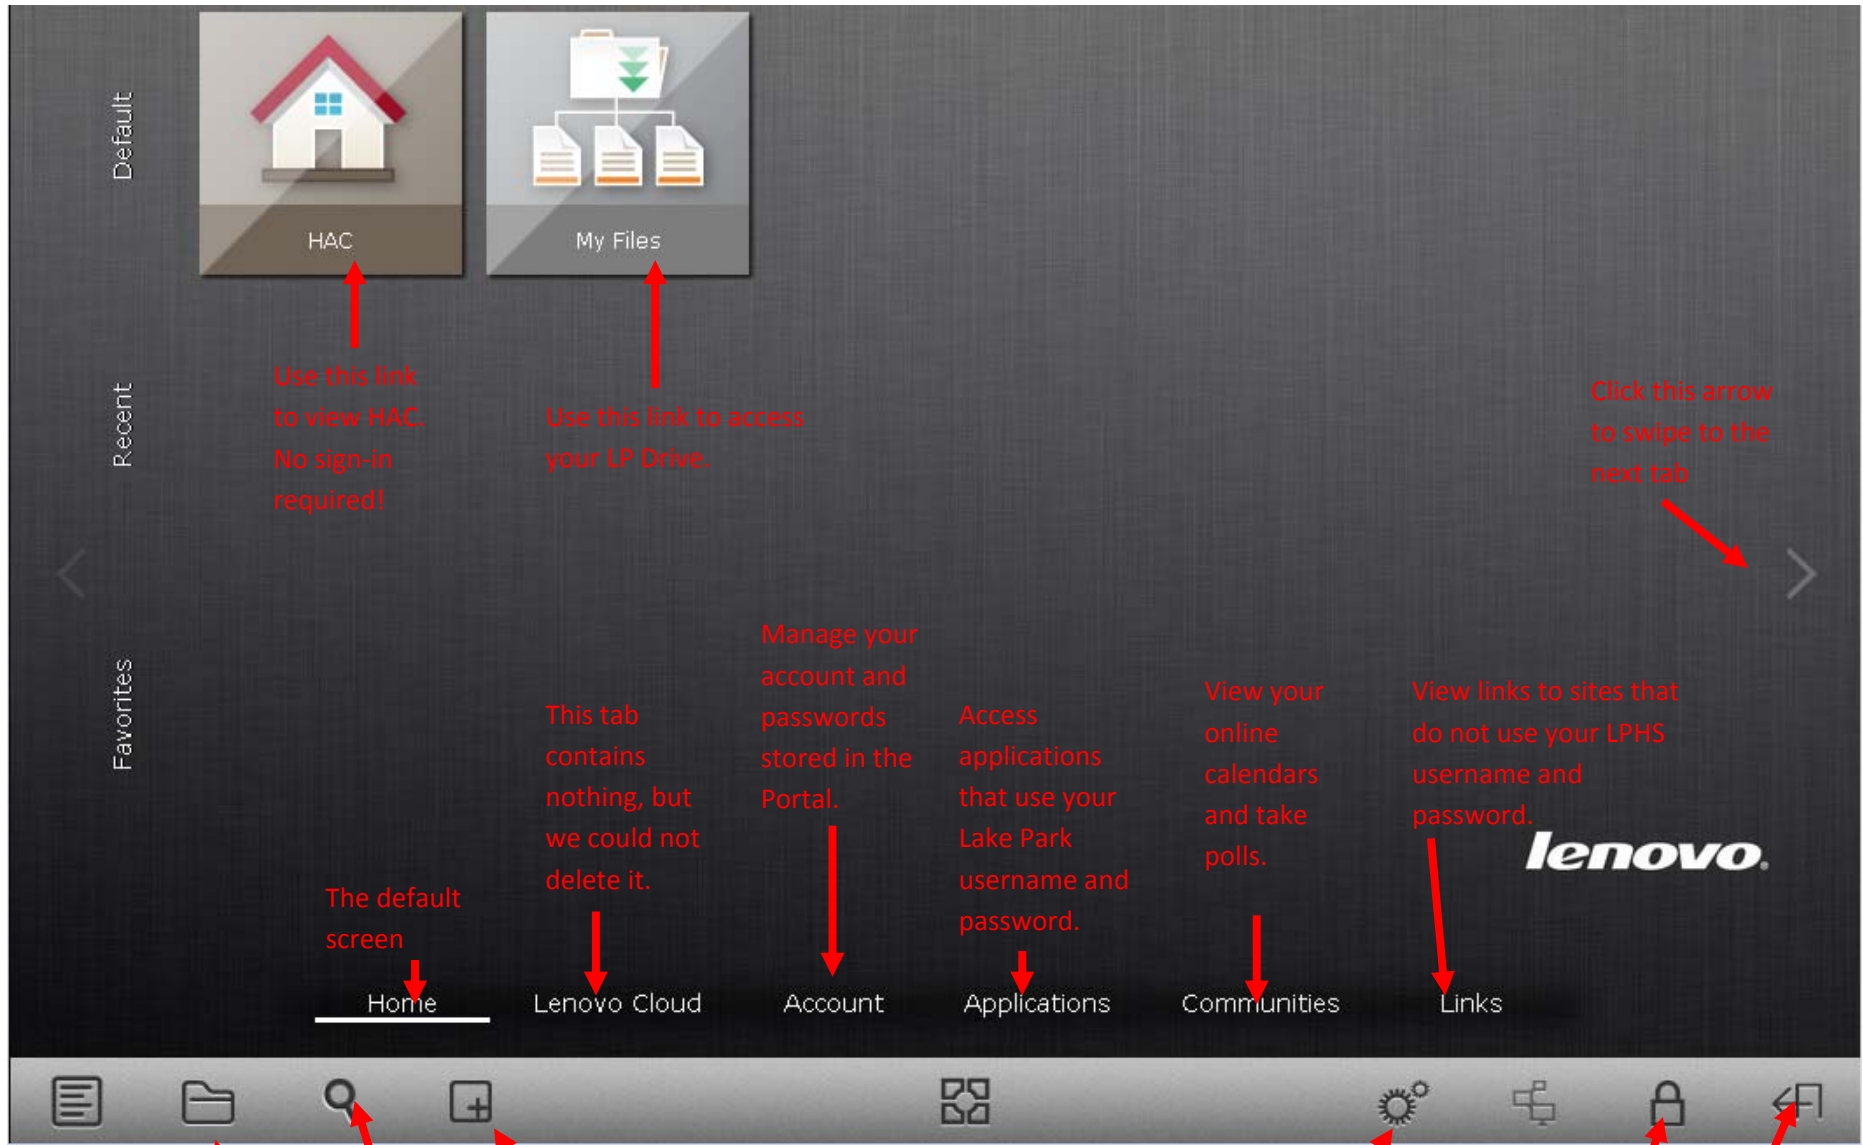 Default
HAC
My Files
Use this link
to view HAC.
No sign-in
required!
Use this link to access
your LP Drive.
Recent
Click this arrow
to swipe to the
next tab
Favorites
The default
screen
This tab
contains
nothing, but
we could not
delete it.
Manage your
account and
passwords
stored in the
Portal.
Access
applications
that use your
Lake Park
username and
password.
View your
online
calendars
and take
polls.
View links to sites that
do not use your LPHS
username and
password.
lenovo.
Home
Lenovo Cloud
Account
Applications
Communities
Links